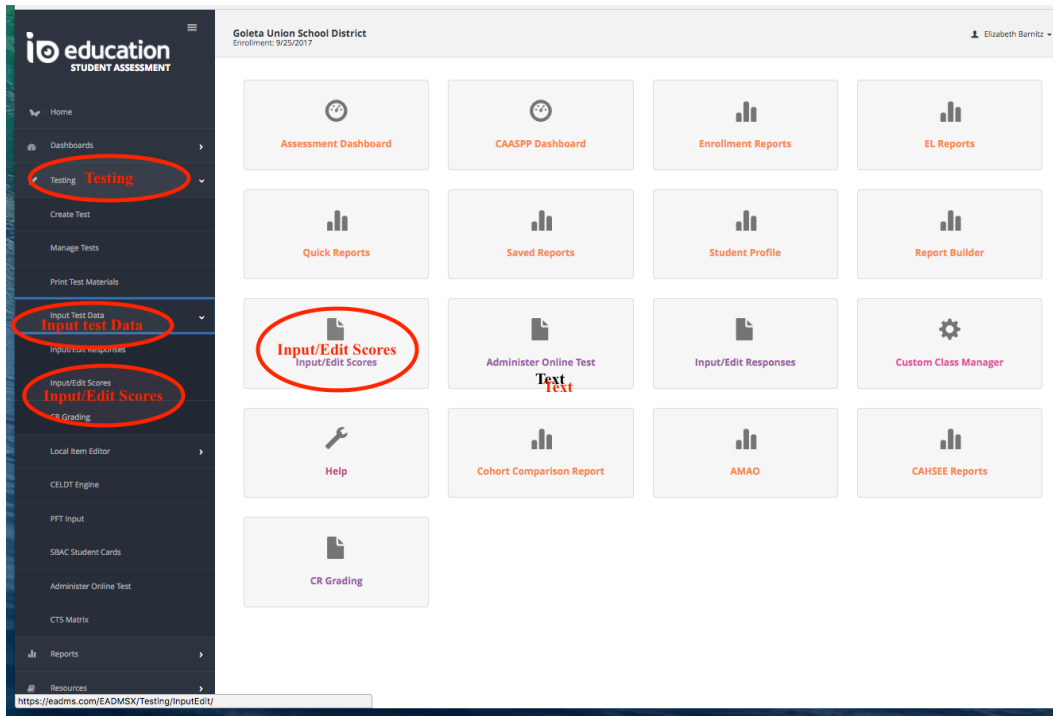 io education
STUDENT ASSESSMENT
Goleta Union School District
Enrollment: 9/25/2017
Elizabeth Barnitz
Home
Dashboards
Testing
Testing
Create Test
Manage Tests
Print Test Materials
Input Test Data
Input test Data
Input/Edit Responses
Input/Edit Scores
Input/Edit Scores
CR Grading
Local Item Editor
CELDT Engine
PFT Input
SBAC Student Cards
Administer Online Test
CTS Matrix
Reports
Resources
https://eadms.com/EADMSX/Testing/InputEdit/
Assessment Dashboard
CAASPP Dashboard
Enrollment Reports
EL Reports
Quick Reports
Saved Reports
Student Profile
Report Builder
Input/Edit Scores
Input/Edit Scores
Administer Online Test
Text
Text
Input/Edit Responses
Custom Class Manager
Help
Cohort Comparison Report
AMAO
CAHSEE Reports
CR Grading